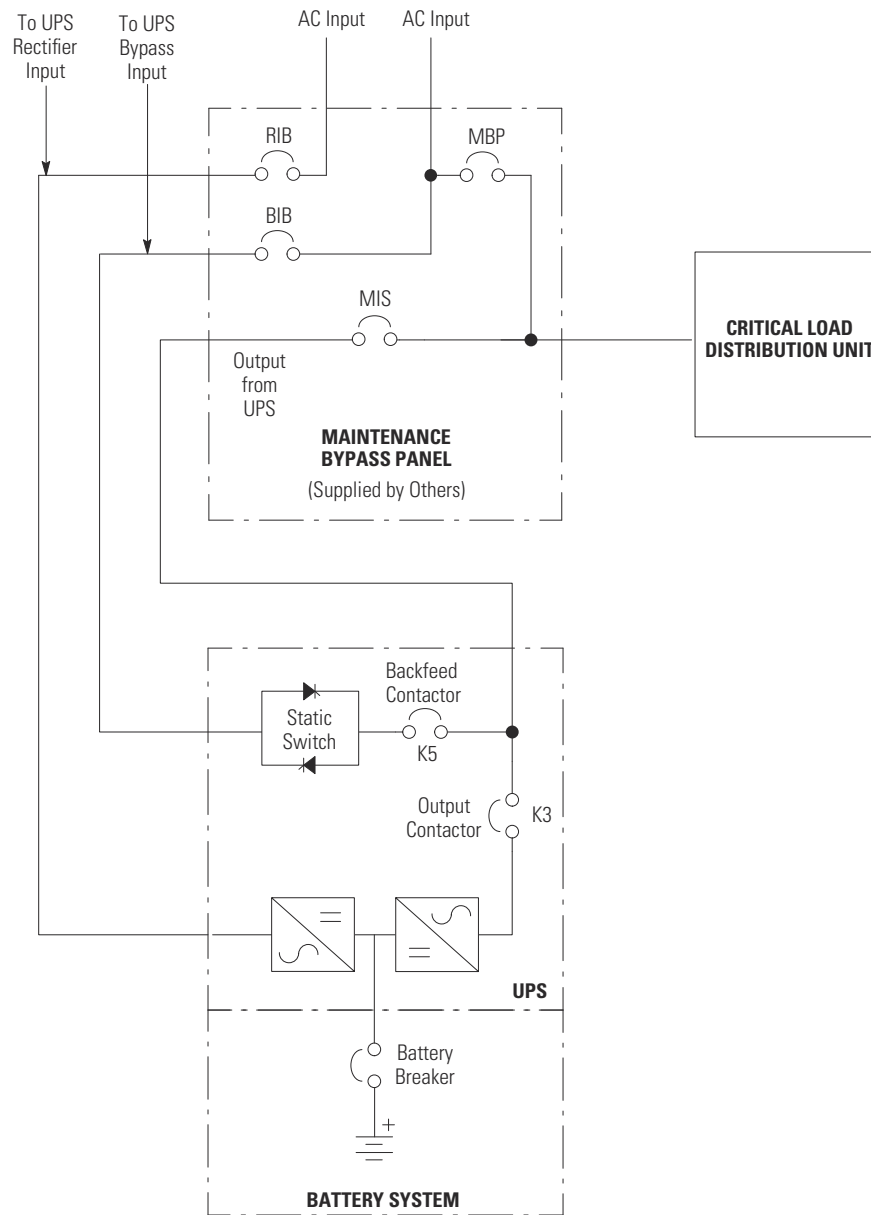 To UPS
Rectifier
Input
To UPS
Bypass
Input
AC Input
AC Input
RIB
MBP
BIB
MIS
Output
from
UPS
CRITICAL LOAD
DISTRIBUTION UNIT
MAINTENANCE
BYPASS PANEL
(Supplied by Others)
Backfeed
Contactor
Static
Switch
K5
Output
Contactor
K3
UPS
Battery
Breaker
+
BATTERY SYSTEM